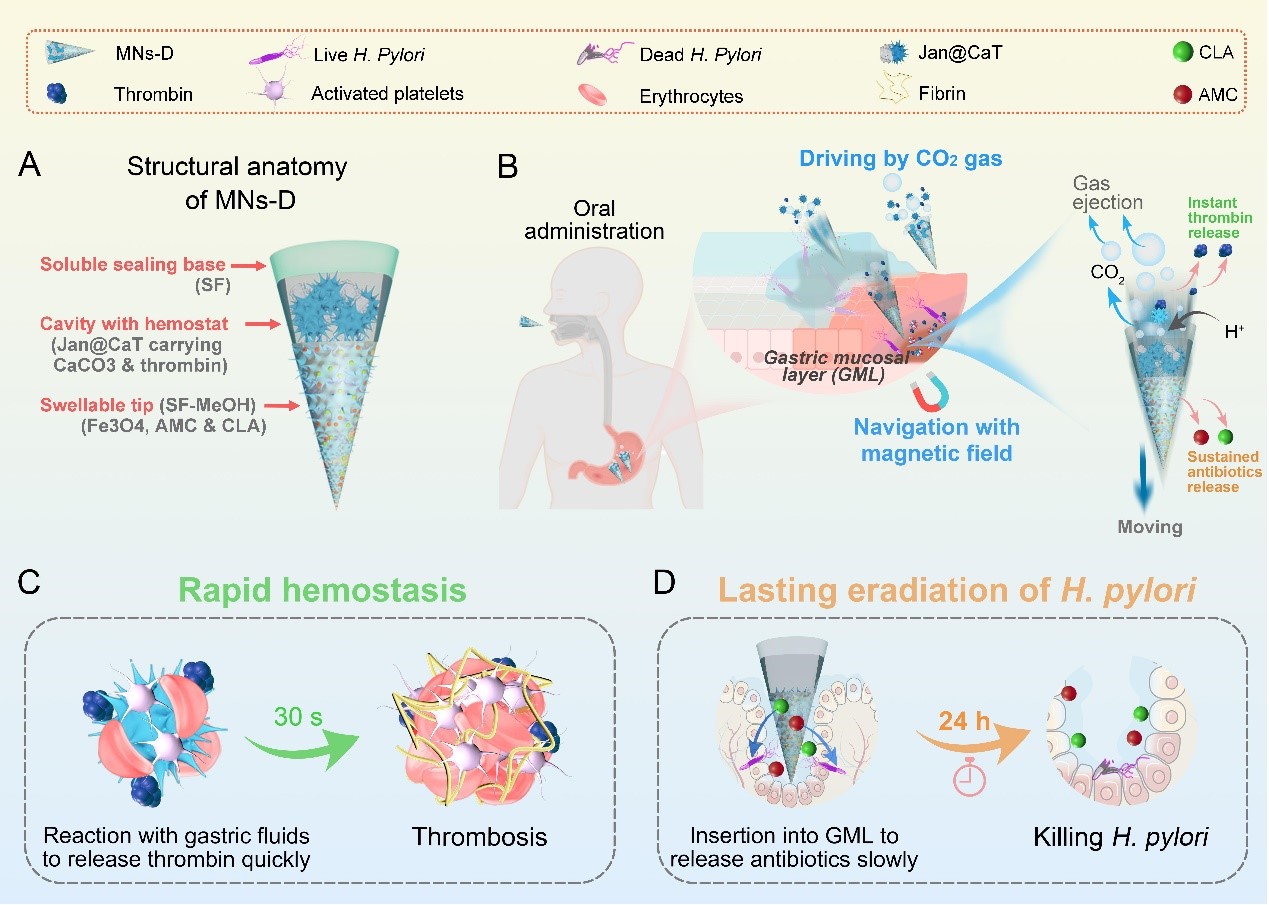 MNs-D
Live H. Pylori
Dead H. Pylori
Jan@CaT
CLA
Thrombin
Activated platelets
Erythrocytes
Fibrin
AMC
A
Structural anatomy
of MNs-D
Soluble sealing base
(SF)
Cavity with hemostat
(Jan@CaT carrying
CaCO3 & thrombin)
Swellable tip (SF-MeOH)
(Fe3O4, AMC & CLA)
B
Oral
administration
Driving by CO₂ gas
Gastric mucosal
layer (GML)
Navigation with
magnetic field
Gas
ejection
CO₂
Instant
thrombin
release
H⁺
Sustained
antibiotics
release
Moving
C
Rapid hemostasis
30 s
Reaction with gastric fluids
to release thrombin quickly
Thrombosis
D
Lasting eradiation of H. pylori
24 h
Insertion into GML to
release antibiotics slowly
Killing H. pylori